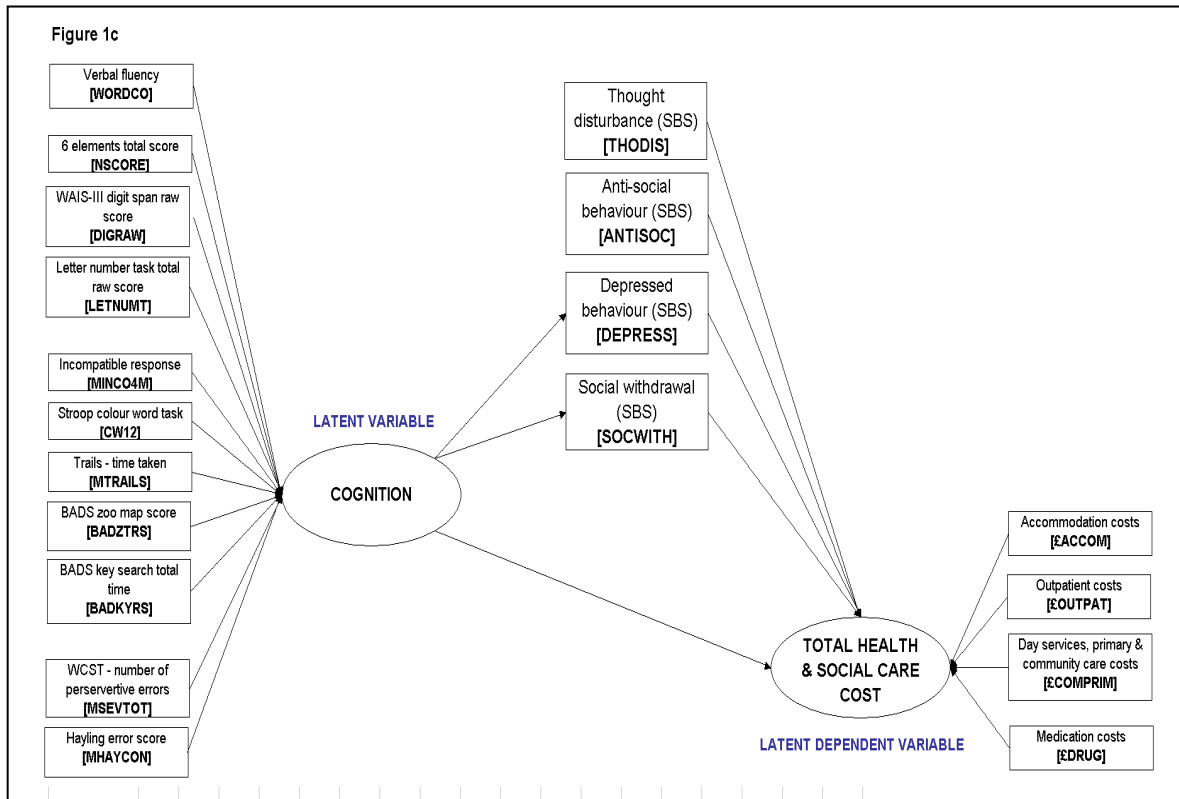 Figure 1c
Verbal fluency
[WORDCO]
6 elements total score
[NSCORE]
WAIS-III digit span raw
score
[DIGRAW]
Letter number task total
raw score
[LETNUMT]
Incompatible response
[MINCO4M]
Stroop colour word task
[CW12]
Trails - time taken
[MTRAILS]
BADS zoo map score
[BADZTRS]
BADS key search total
time
[BADKYRS]
WCST - number of
perservertive errors
[MSEVTOT]
Hayling error score
[MHAYCON]
LATENT VARIABLE
COGNITION
Thought
disturbance (SBS)
[THODIS]
Anti-social
behaviour (SBS)
[ANTISOC]
Depressed
behaviour (SBS)
[DEPRESS]
Social withdrawal
(SBS)
[SOCWITH]
TOTAL HEALTH
& SOCIAL CARE
COST
LATENT DEPENDENT VARIABLE
Accommodation costs
[£ACCOM]
Outpatient costs
[£OUTPAT]
Day services, primary &
community care costs
[£COMPRIM]
Medication costs
[£DRUG]